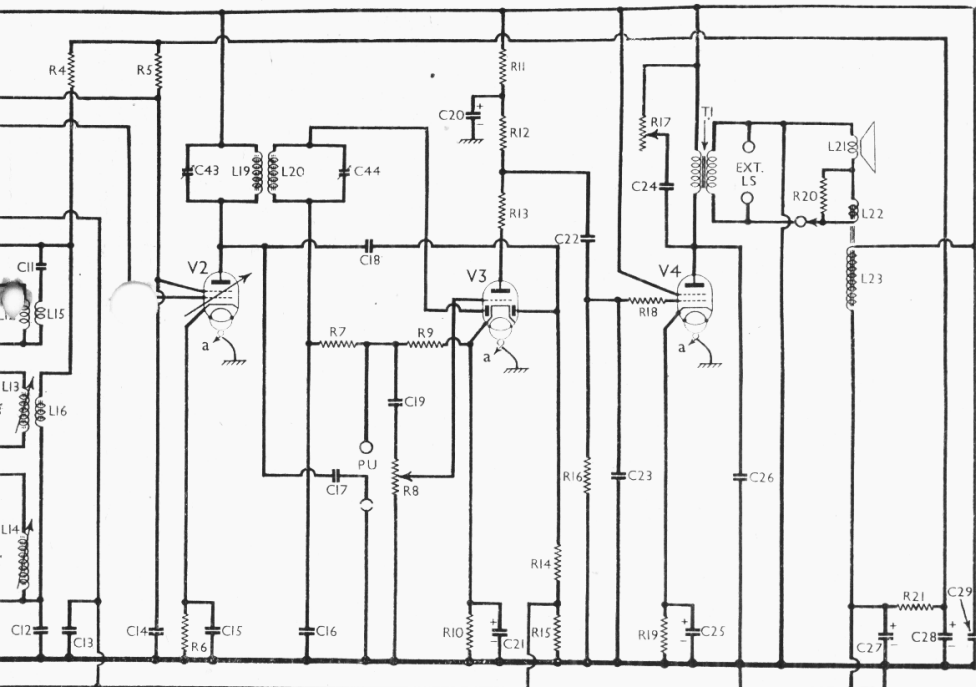 R4
R5
R11
C20
+
–
R12
R17
T1
L21
C43
L19
L20
C44
C24
EXT.
LS
R20
R13
L22
C22
C18
C11
V2
V3
V4
L23
L15
R18
a
R7
R9
a
a
L13
L16
C19
PU
C17
R8
R16
C23
C26
L14
R14
R21
C29
C12
C13
C14
R6
C15
C16
R10
+
–
C21
R15
R19
C25
+
–
C27
C28
+
–